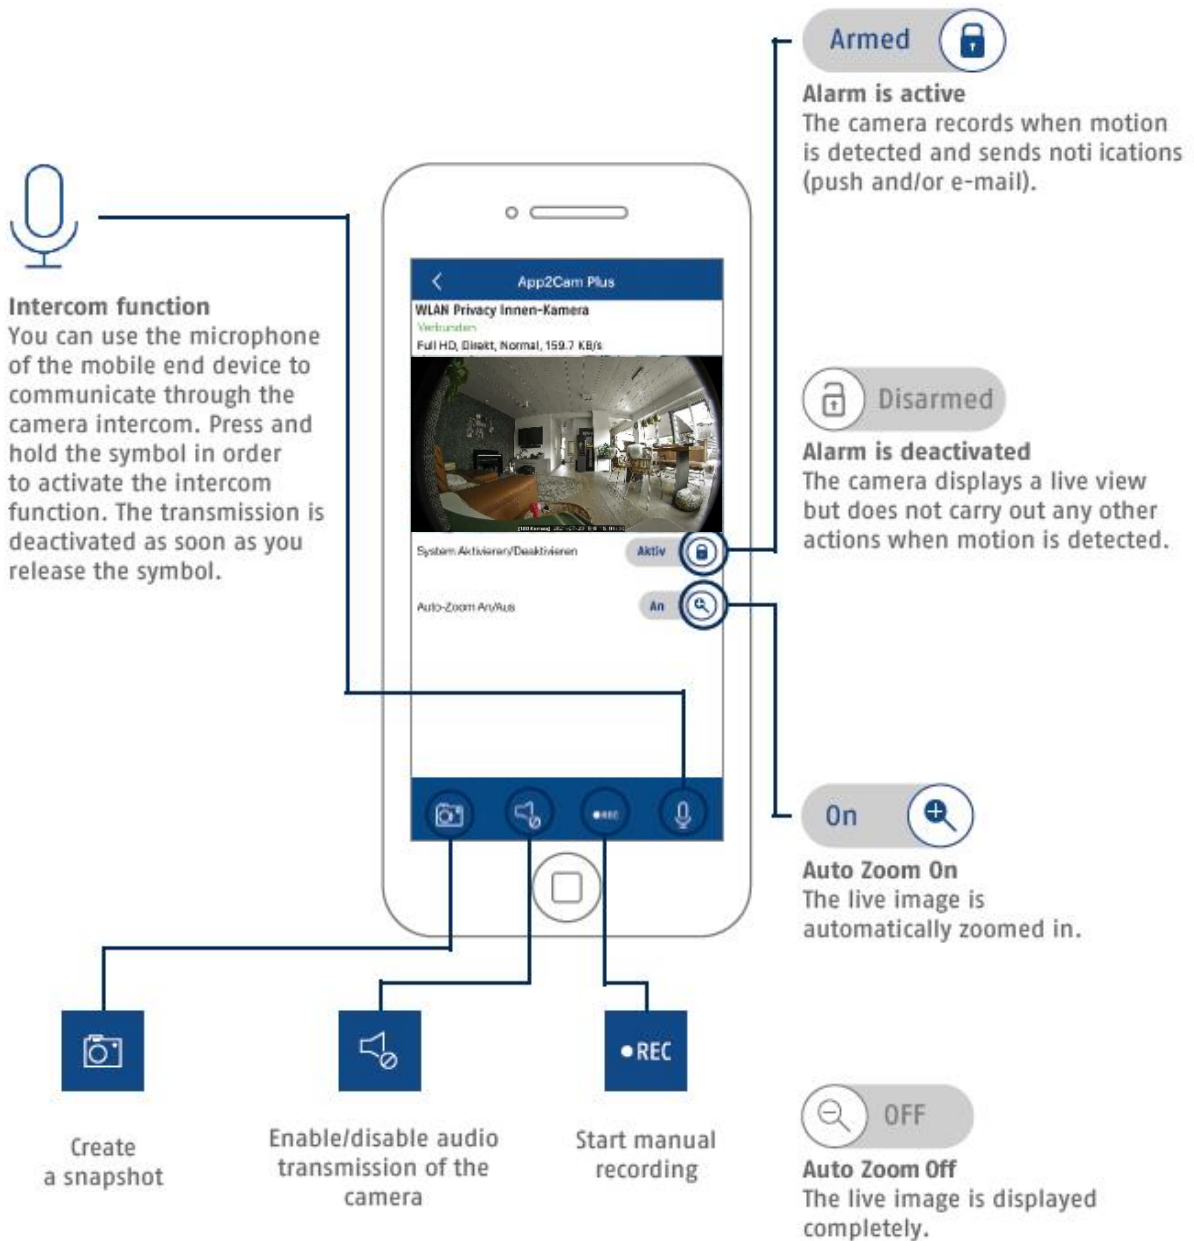 Armed
Alarm is active
The camera records when motion
is detected and sends noti ications
(push and/or e-mail).
Intercom function
You can use the microphone
of the mobile end device to
communicate through the
camera intercom. Press and
hold the symbol in order
to activate the intercom
function. The transmission is
deactivated as soon as you
release the symbol.
App2Cam Plus
WLAN Privacy Innen-Kamera
Verbunden
Full HD, Direkt, Normal, 159.7 KB/s
System Aktivieren/Deaktivieren
Aktiv
Auto-Zoom An/Aus
An
REC
Disarmed
Alarm is deactivated
The camera displays a live view
but does not carry out any other
actions when motion is detected.
On
Auto Zoom On
The live image is
automatically zoomed in.
REC
Create
a snapshot
Enable/disable audio
transmission of the
camera
Start manual
recording
OFF
Auto Zoom Off
The live image is displayed
completely.